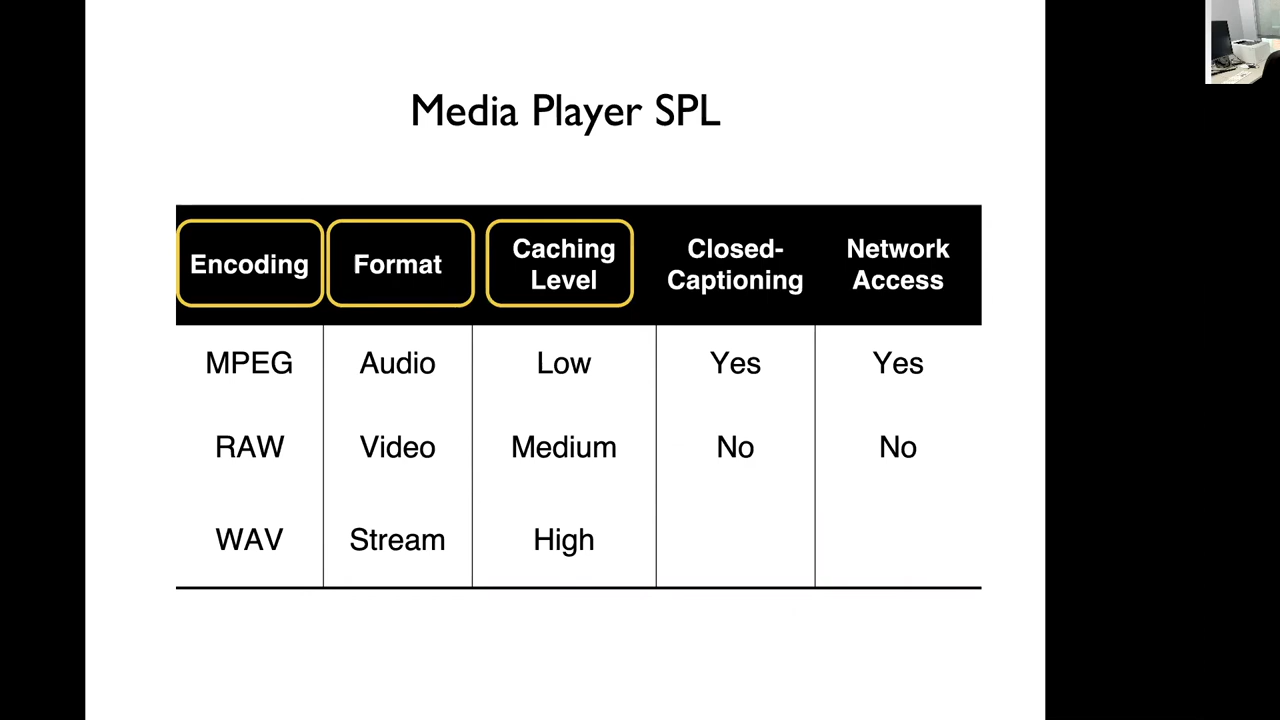 Media Player SPL
Encoding Format Caching Level Closed-Captioning Network Access
MPEG Audio Low Yes Yes
RAW Video Medium No No
WAV Stream High